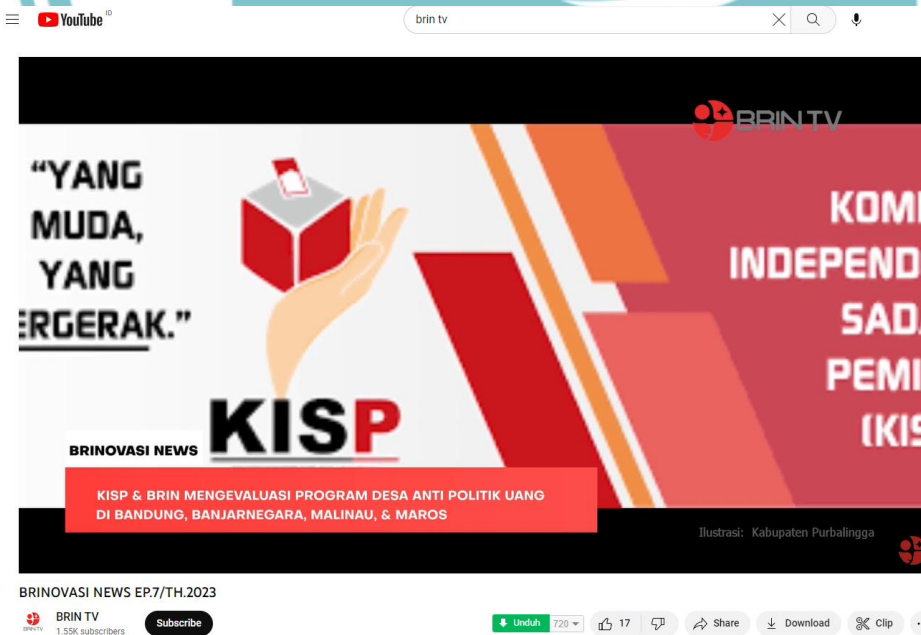 YouTube ID
brin tv
BRIN TV
“YANG
MUDA,
YANG
ERGERAK.”
KISP
KOMI
INDEPEND
SAD
PEMI
(KIS
BRINOVASI NEWS
KISP & BRIN MENGEVALUASI PROGRAM DESA ANTI POLITIK UANG
DI BANDUNG, BANJARNEGARA, MALINAU, & MAROS
Ilustrasi: Kabupaten Purbalingga
BRINOVASI NEWS EP.7/TH.2023
BRIN TV
1.55K subscribers
Subscribe
Unduh 720
17
Share
Download
Clip